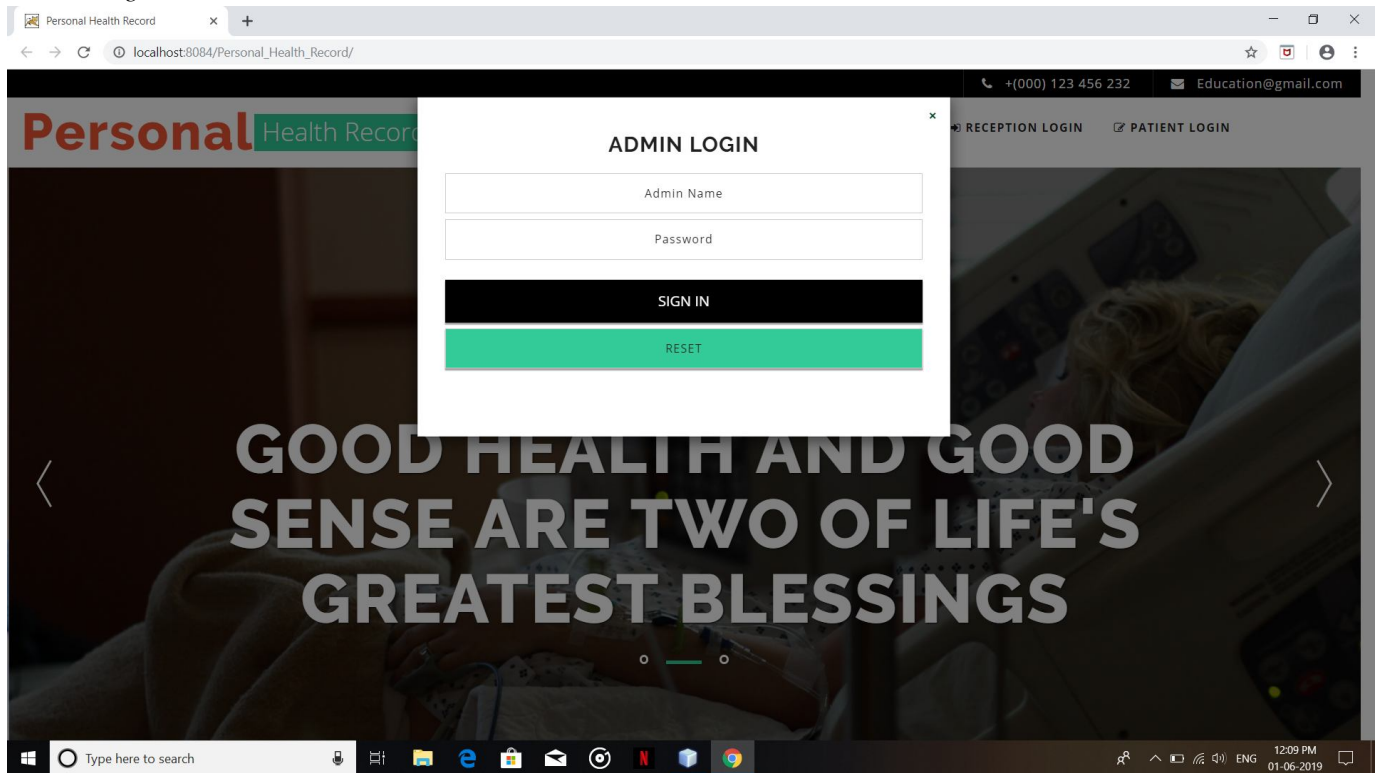 Personal Health Record
localhost:8084/Personal_Health_Record/
+(000) 123 456 232 Education@gmail.com
Personal Health Record
RECEPTION LOGIN PATIENT LOGIN
ADMIN LOGIN
Admin Name
Password
SIGN IN
RESET
GOOD HEALTH AND GOOD
SENSE ARE TWO OF LIFE'S
GREATEST BLESSINGS
Type here to search
ENG
12:09 PM
01-06-2019